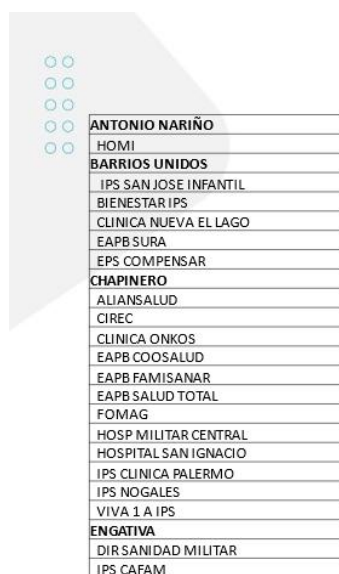 ANTONIO NARIÑO
HOMI
BARRIOS UNIDOS
IPS SAN JOSE INFANTIL
BIENESTAR IPS
CLINICA NUEVA EL LAGO
EAPB SURA
EPS COMPENSAR
CHAPINERO
ALIANSALUD
CIREC
CLINICA ONKOS
EAPB COOSALUD
EAPB FAMISANAR
EAPB SALUD TOTAL
FOMAG
HOSP MILITAR CENTRAL
HOSPITAL SAN IGNACIO
IPS CLINICA PALERMO
IPS NOGALES
VIVA 1 A IPS
ENGATIVA
DIR SANIDAD MILITAR
IPS CAFAM